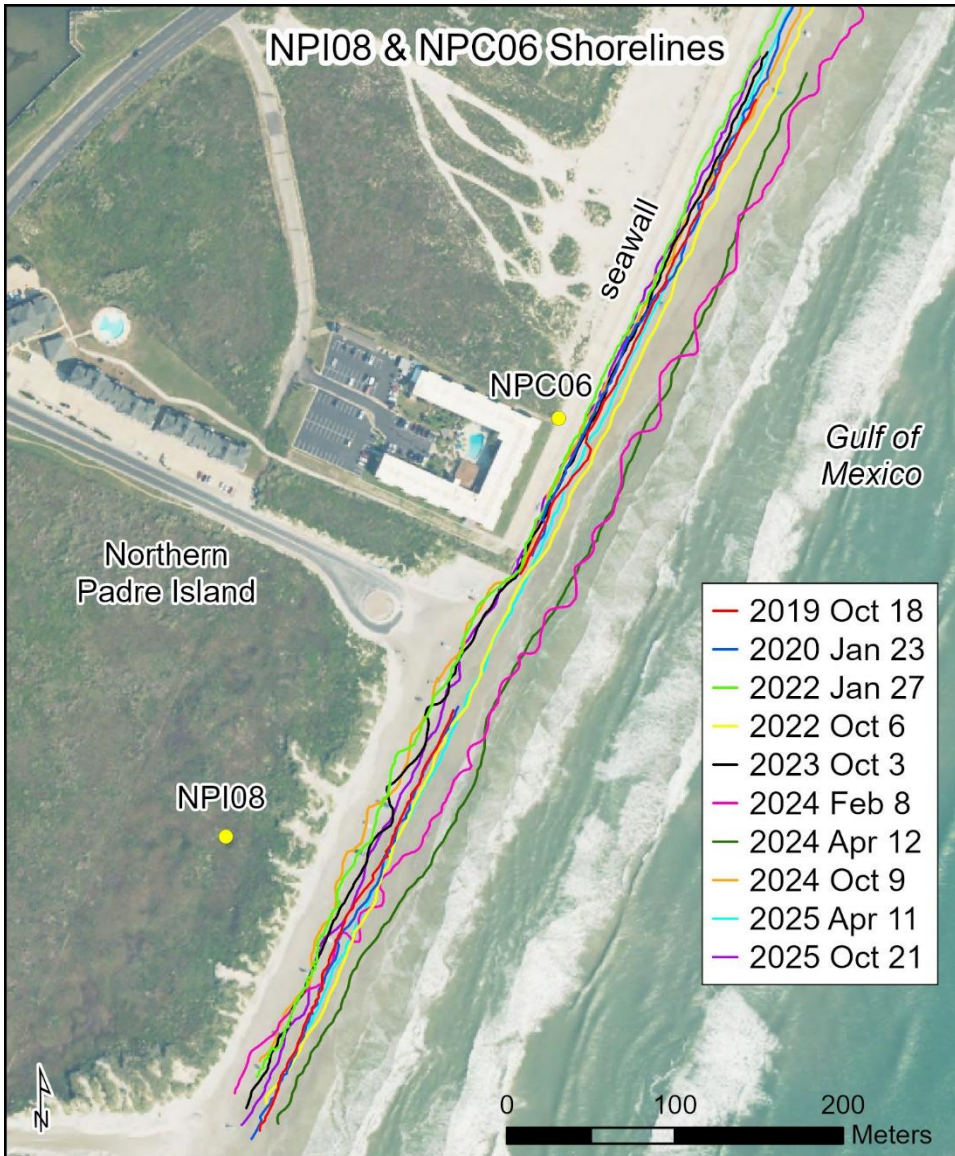 NPI08 & NPC06 Shorelines
seawall
NPC06
Gulf of
Mexico
Northern
Padre Island
NPI08
2019 Oct 18
2020 Jan 23
2022 Jan 27
2022 Oct 6
2023 Oct 3
2024 Feb 8
2024 Apr 12
2024 Oct 9
2025 Apr 11
2025 Oct 21
N
0 100 200
Meters